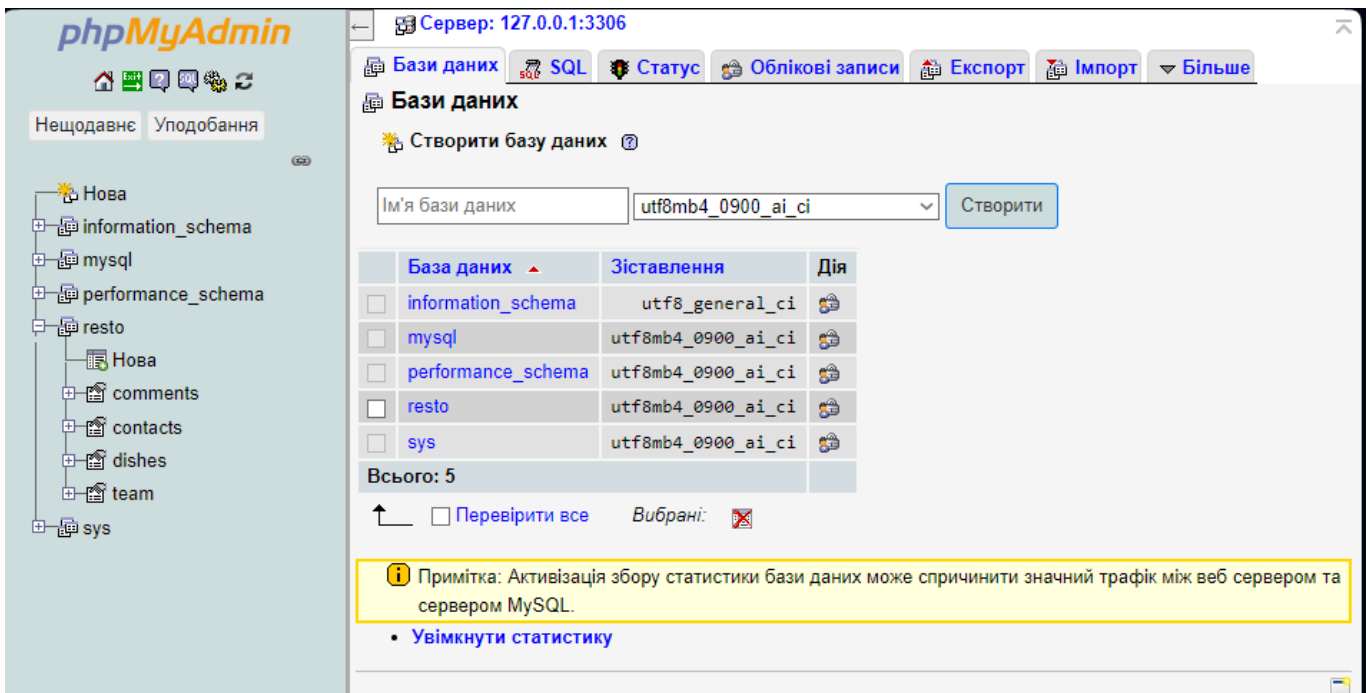 phpMyAdmin
Нещодавнє Уподобання
Нова
information_schema
mysql
performance_schema
resto
Нова
comments
contacts
dishes
team
sys
Сервер: 127.0.0.1:3306
Бази даних SQL Статус Облікові записи Експорт Імпорт Більше
Бази даних
Створити базу даних
Ім'я бази даних utf8mb4_0900_ai_ci Створити
База даних Зіставлення Дія
information_schema utf8_general_ci
mysql utf8mb4_0900_ai_ci
performance_schema utf8mb4_0900_ai_ci
resto utf8mb4_0900_ai_ci
sys utf8mb4_0900_ai_ci
Всього: 5
Перевірити все Вибрані:
Примітка: Активізація збору статистики бази даних може спричинити значний трафік між веб сервером та
сервером MySQL.
• Увімкнути статистику